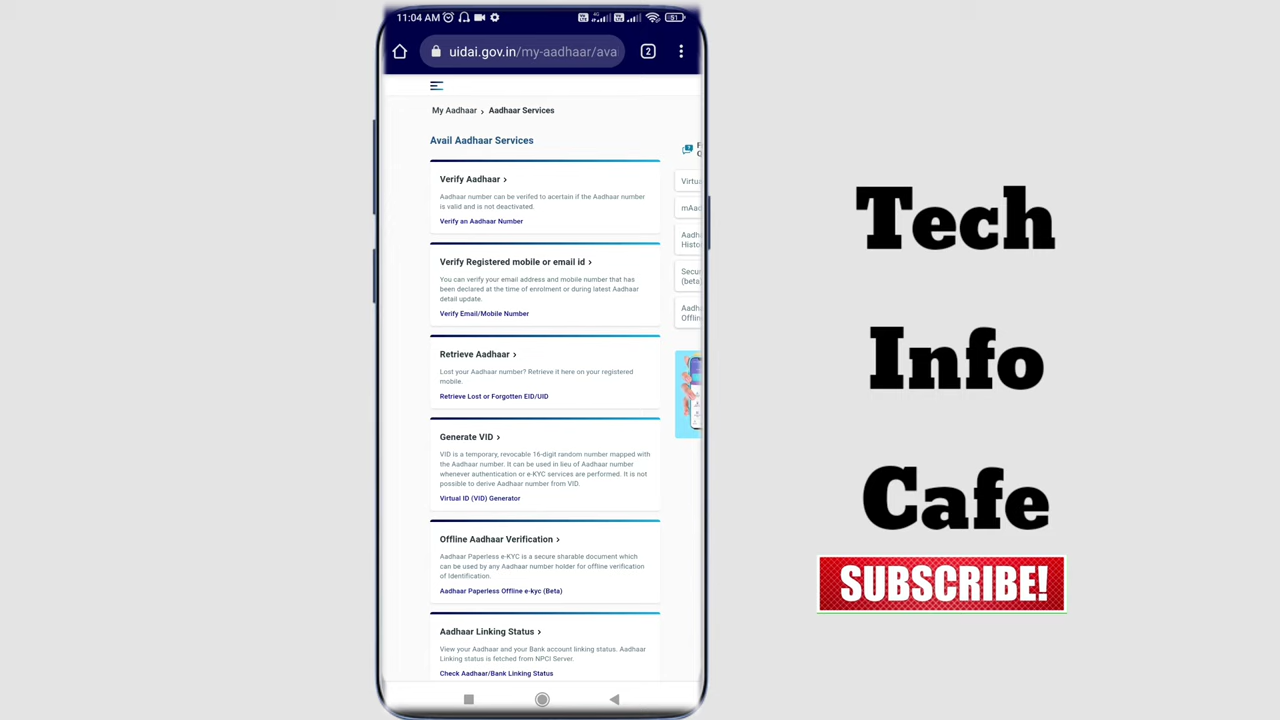 11:04 AM
51
uidai.gov.in/my-aadhaar/ava
2
My Aadhaar > Aadhaar Services
Avail Aadhaar Services
Verify Aadhaar >
Aadhaar number can be verifed to acertain if the Aadhaar number
is valid and is not deactivated.
Verify an Aadhaar Number
Verify Registered mobile or email id >
You can verify your email address and mobile number that has
been declared at the time of enrolment or during latest Aadhaar
detail update.
Verify Email/Mobile Number
Retrieve Aadhaar >
Lost your Aadhaar number? Retrieve it here on your registered
mobile.
Retrieve Lost or Forgotten EID/UID
Generate VID >
VID is a temporary, revocable 16-digit random number mapped with
the Aadhaar number. It can be used in lieu of Aadhaar number
whenever authentication or e-KYC services are performed. It is not
possible to derive Aadhaar number from VID.
Virtual ID (VID) Generator
Offline Aadhaar Verification >
Aadhaar Paperless e-KYC is a secure sharable document which
can be used by any Aadhaar number holder for offline verification
of Identification.
Aadhaar Paperless Offline e-kyc (Beta)
Aadhaar Linking Status >
View your Aadhaar and your Bank account linking status. Aadhaar
Linking status is fetched from NPCI Server.
Check Aadhaar/Bank Linking Status
Virtu
mAad
Aadh
Histo
Secu
(beta)
Aadh
Offlin
Tech
Info
Cafe
SUBSCRIBE!